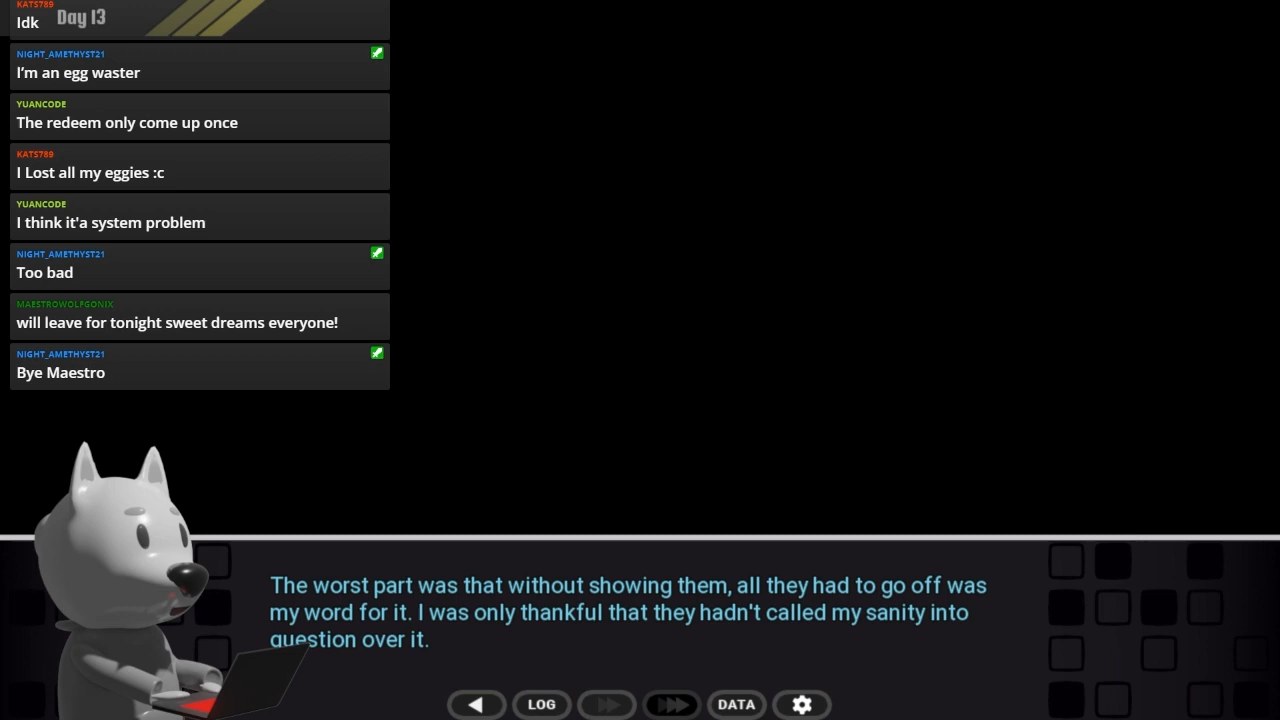 KATS789
Idk
Day 13
NIGHT_AMETHYST21
I'm an egg waster
YUANCODE
The redeem only come up once
KATS789
I Lost all my eggies :c
YUANCODE
I think it'a system problem
NIGHT_AMETHYST21
Too bad
MAESTROWOLFGONIX
will leave for tonight sweet dreams everyone!
NIGHT_AMETHYST21
Bye Maestro
The worst part was that without showing them, all they had to go off was
my word for it. I was only thankful that they hadn't called my sanity into
question over it.
LOG
DATA